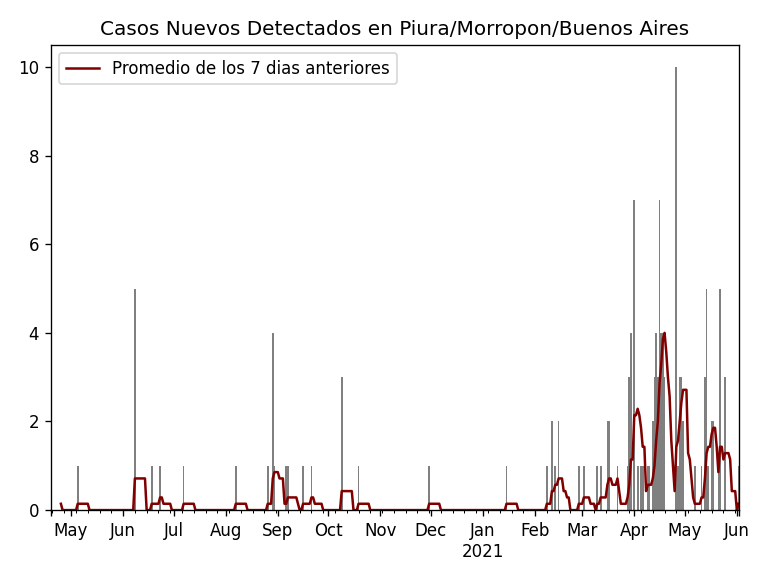 Casos Nuevos Detectados en Piura/Morropon/Buenos Aires
Promedio de los 7 dias anteriores
10
8
6
4
2
0
May Jun Jul Aug Sep Oct Nov Dec Jan Feb Mar Apr May Jun
2021